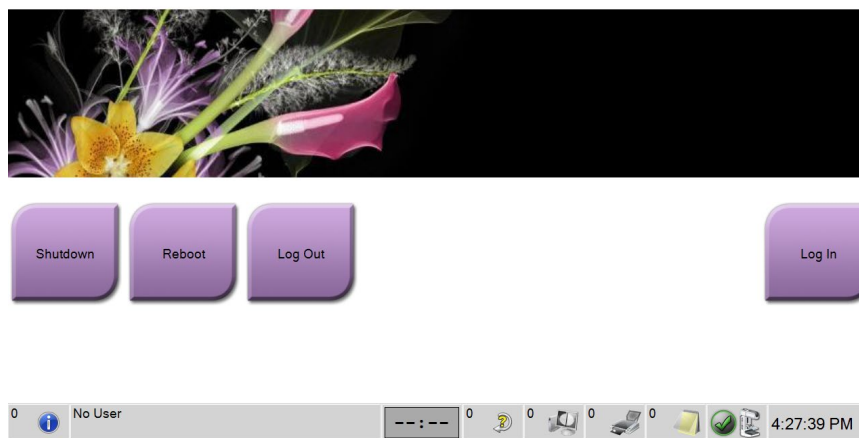 Shutdown
Reboot
Log Out
Log In
0
No User
--:--
0
0
0
0
4:27:39 PM